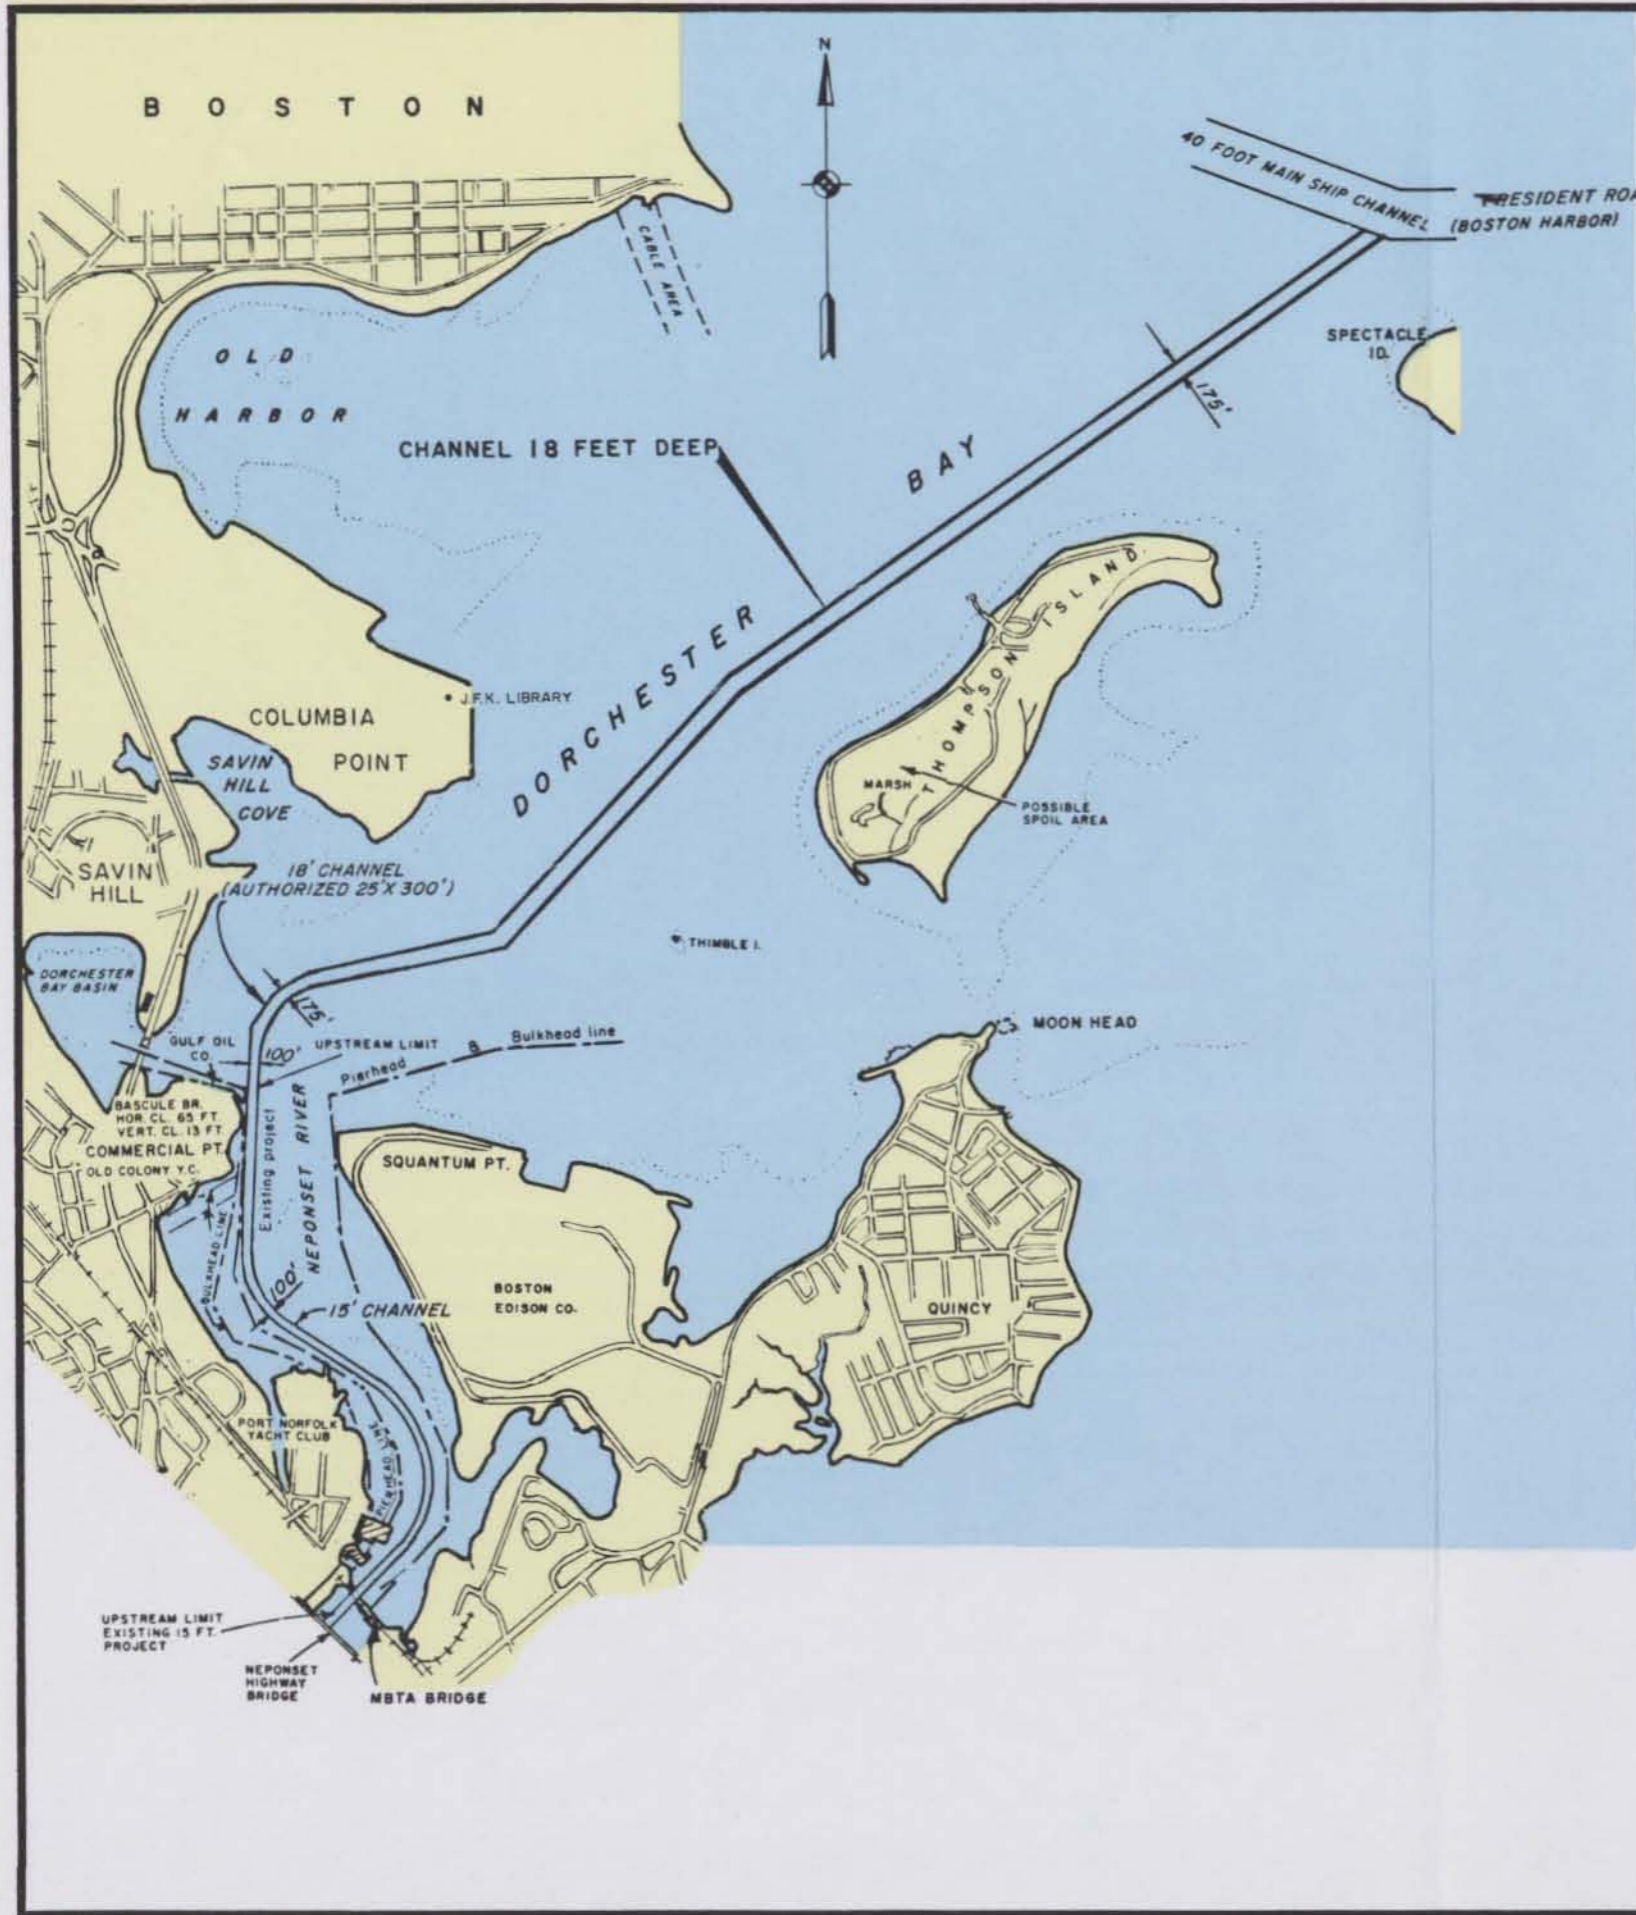 BOSTON
N
40 FOOT MAIN SHIP CHANNEL
PRESIDENT
(BOSTON HARBOR)
CABLE AREA
SPECTACLE
ID.
175'
OLD
HARBOR
CHANNEL 18 FEET DEEP
DORCHESTER BAY
THOMPSON ISLAND
J.F.K. LIBRARY
COLUMBIA
POINT
SAVIN
HILL
COVE
MARSH
POSSIBLE
SPOIL AREA
SAVIN
HILL
18' CHANNEL
(AUTHORIZED 25' X 300')
THIMBLE I.
DORCHESTER
BAY BASIN
175'
MOON HEAD
GULF OIL
CO.
100'
UPSTREAM LIMIT
Pierhead & Bulkhead line
BASCULE BR.
HOR. CL. 65 FT.
VERT. CL. 13 FT.
COMMERCIAL PT.
OLD COLONY Y.C.
Existing project
NEPONSET RIVER
SQUANTUM PT.
BULKHEAD LINE
100'
15' CHANNEL
BOSTON
EDISON CO.
QUINCY
PORT NORFOLK
YACHT CLUB
PIERHEAD LINE
UPSTREAM LIMIT
EXISTING 15 FT.
PROJECT
NEPONSET
HIGHWAY
BRIDGE
MBTA BRIDGE